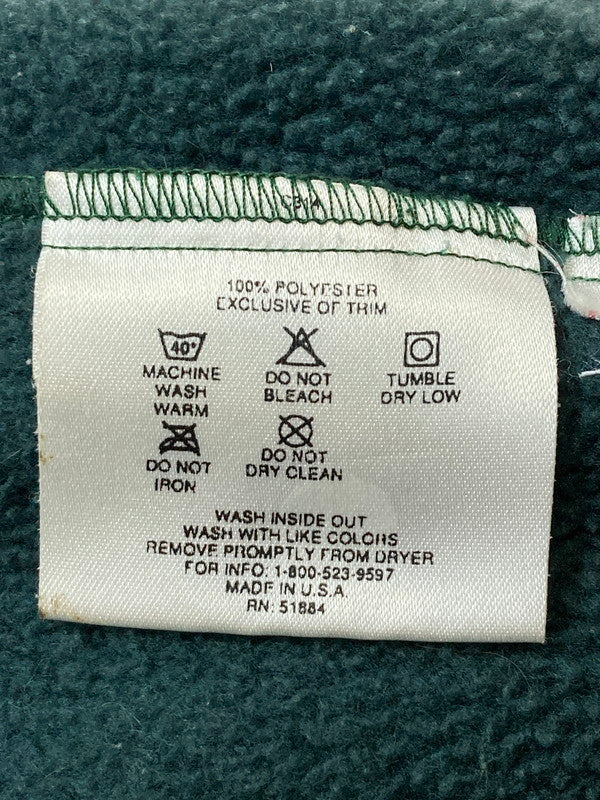 C314
100% POLYESTER
EXCLUSIVE OF TRIM
40°
MACHINE
WASH
WARM
DO NOT
BLEACH
TUMBLE
DRY LOW
DO NOT
IRON
DO NOT
DRY CLEAN
WASH INSIDE OUT
WASH WITH LIKE COLORS
REMOVE PROMPTLY FROM DRYER
FOR INFO: 1-800-523-9597
MADE IN U.S.A.
RN: 51884